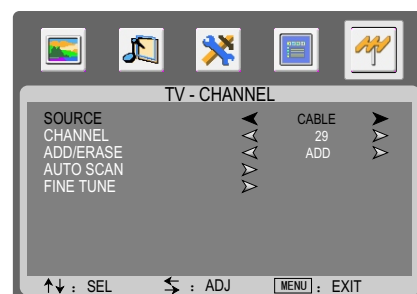 TV - CHANNEL
SOURCE CABLE
CHANNEL 29
ADD/ERASE ADD
AUTO SCAN
FINE TUNE
: SEL : ADJ MENU : EXIT